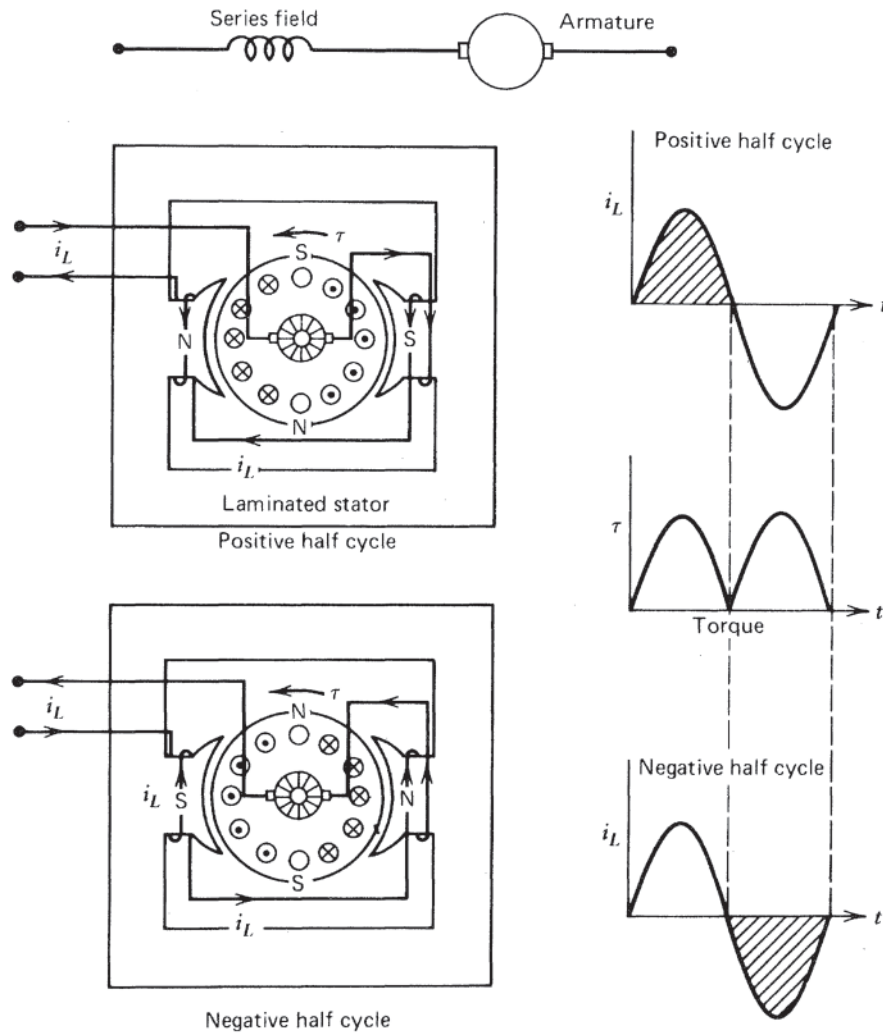 Series field
Armature
Positive half cycle
i_L
t
i_L
τ
S
N
S
N
i_L
Laminated stator
Positive half cycle
τ
t
Torque
i_L
τ
N
i_L
S
N
S
i_L
Negative half cycle
Negative half cycle
i_L
t